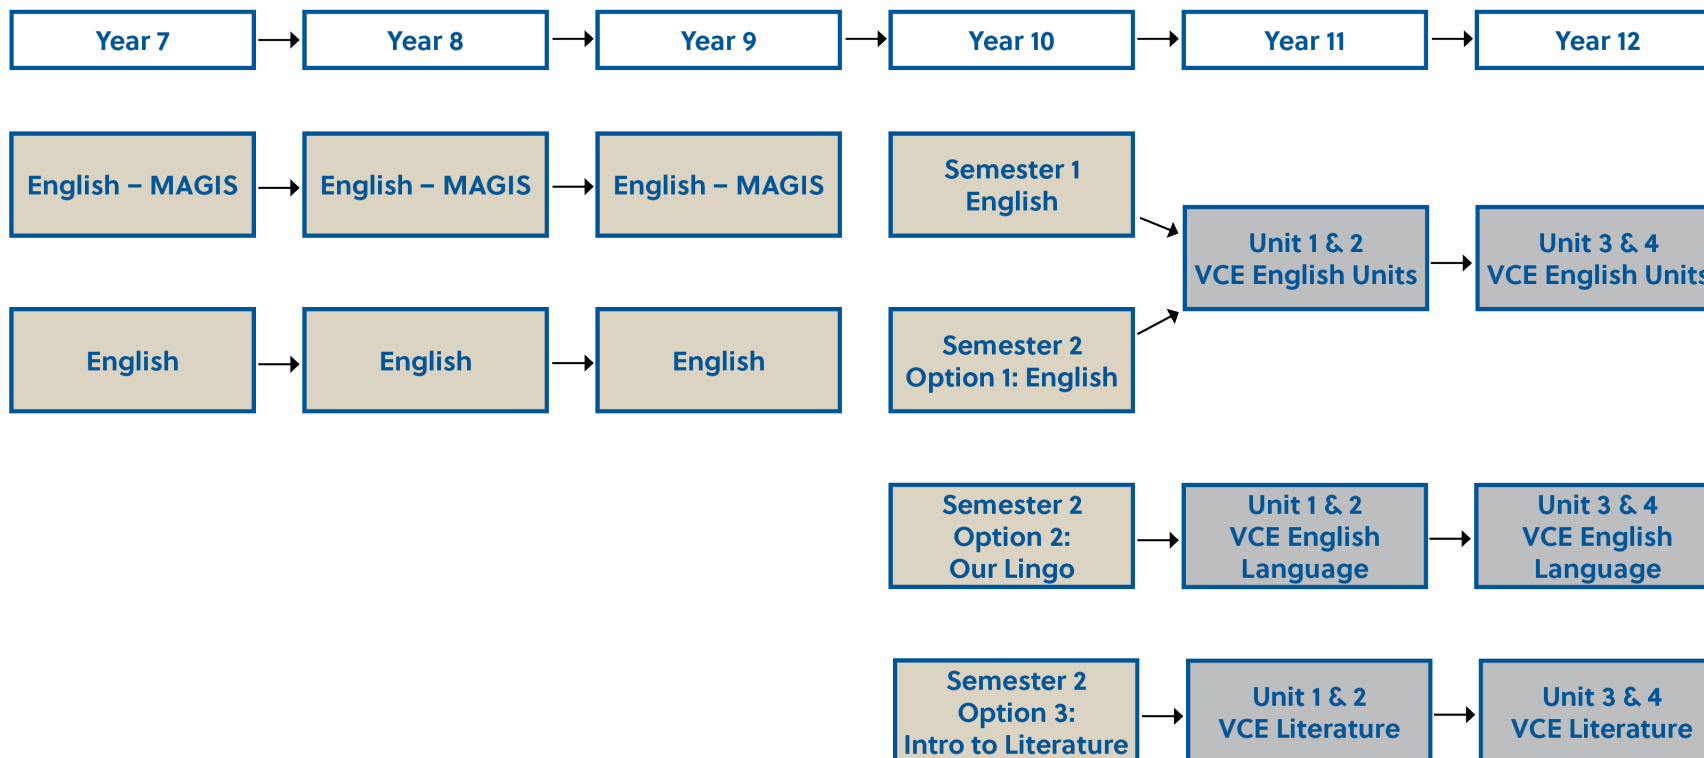 Year 7
Year 8
Year 9
Year 10
Year 11
Year 12
English – MAGIS
English – MAGIS
English – MAGIS
Semester 1
English
Unit 1 & 2
VCE English Units
Unit 3 & 4
VCE English Units
English
English
English
Semester 2
Option 1: English
Semester 2
Option 2:
Our Lingo
Unit 1 & 2
VCE English
Language
Unit 3 & 4
VCE English
Language
Semester 2
Option 3:
Intro to Literature
Unit 1 & 2
VCE Literature
Unit 3 & 4
VCE Literature